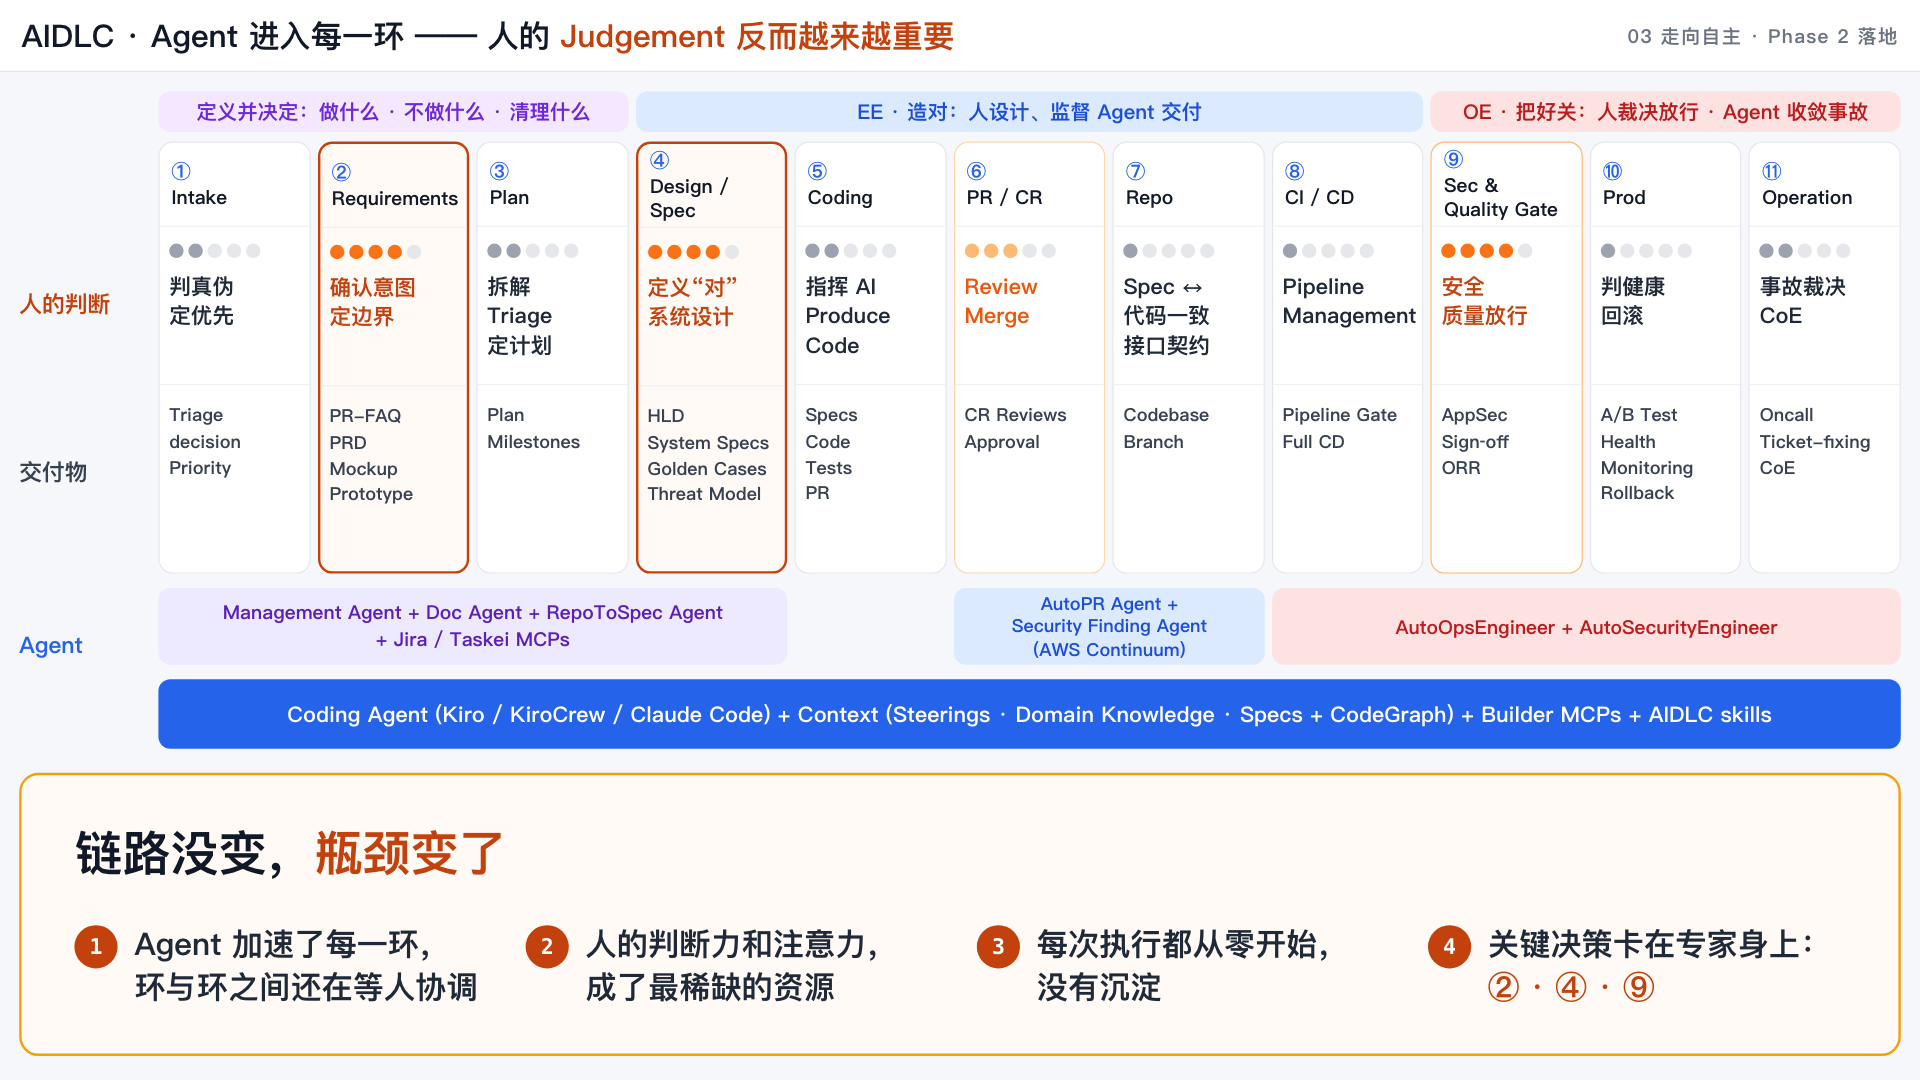 AIDLC · Agent 进入每一环 —— 人的 Judgement 反而越来越重要
03 走向自主 · Phase 2 落地
定义并决定：做什么 · 不做什么 · 清理什么
EE · 造对：人设计、监督 Agent 交付
OE · 把好关：人裁决放行 · Agent 收敛事故
①
Intake
②
Requirements
③
Plan
④
Design /
Spec
⑤
Coding
⑥
PR / CR
⑦
Repo
⑧
CI / CD
⑨
Sec &
Quality Gate
⑩
Prod
⑪
Operation
人的判断
判真伪
定优先
确认意图
定边界
拆解
Triage
定计划
定义“对”
系统设计
指挥 AI
Produce
Code
Review
Merge
Spec ↔
代码一致
接口契约
Pipeline
Management
安全
质量放行
判健康
回滚
事故裁决
CoE
交付物
Triage
decision
Priority
PR-FAQ
PRD
Mockup
Prototype
Plan
Milestones
HLD
System Specs
Golden Cases
Threat Model
Specs
Code
Tests
PR
CR Reviews
Approval
Codebase
Branch
Pipeline Gate
Full CD
AppSec
Sign-off
ORR
A/B Test
Health
Monitoring
Rollback
Oncall
Ticket-fixing
CoE
Agent
Management Agent + Doc Agent + RepoToSpec Agent
+ Jira / Taskei MCPs
AutoPR Agent +
Security Finding Agent
(AWS Continuum)
AutoOpsEngineer + AutoSecurityEngineer
Coding Agent (Kiro / KiroCrew / Claude Code) + Context (Steerings · Domain Knowledge · Specs + CodeGraph) + Builder MCPs + AIDLC skills
链路没变，瓶颈变了
1
Agent 加速了每一环，
环与环之间还在等人协调
2
人的判断力和注意力，
成了最稀缺的资源
3
每次执行都从零开始，
没有沉淀
4
关键决策卡在专家身上：
② · ④ · ⑨